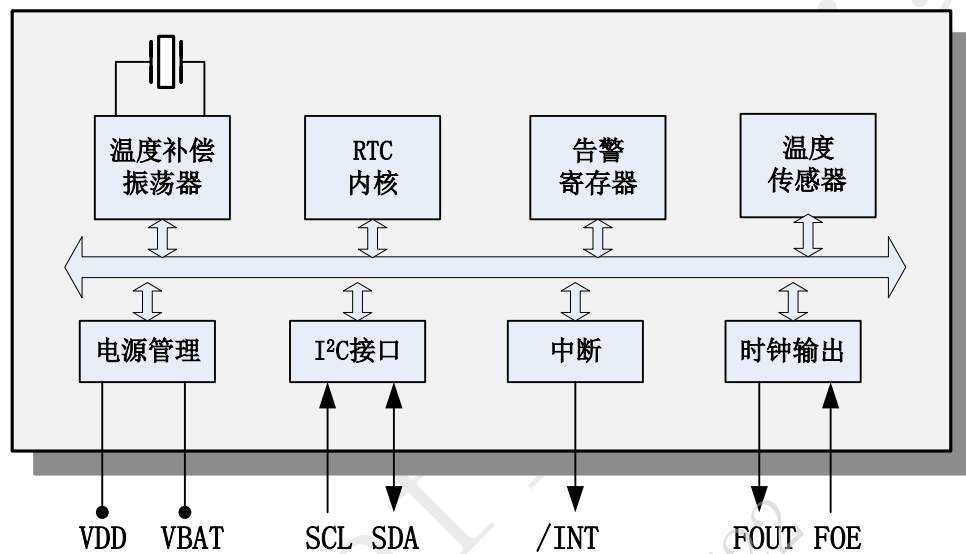 温度补偿
振荡器
RTC
内核
告警
寄存器
温度
传感器
电源管理
I²C接口
中断
时钟输出
VDD
VBAT
SCL
SDA
/INT
FOUT
FOE